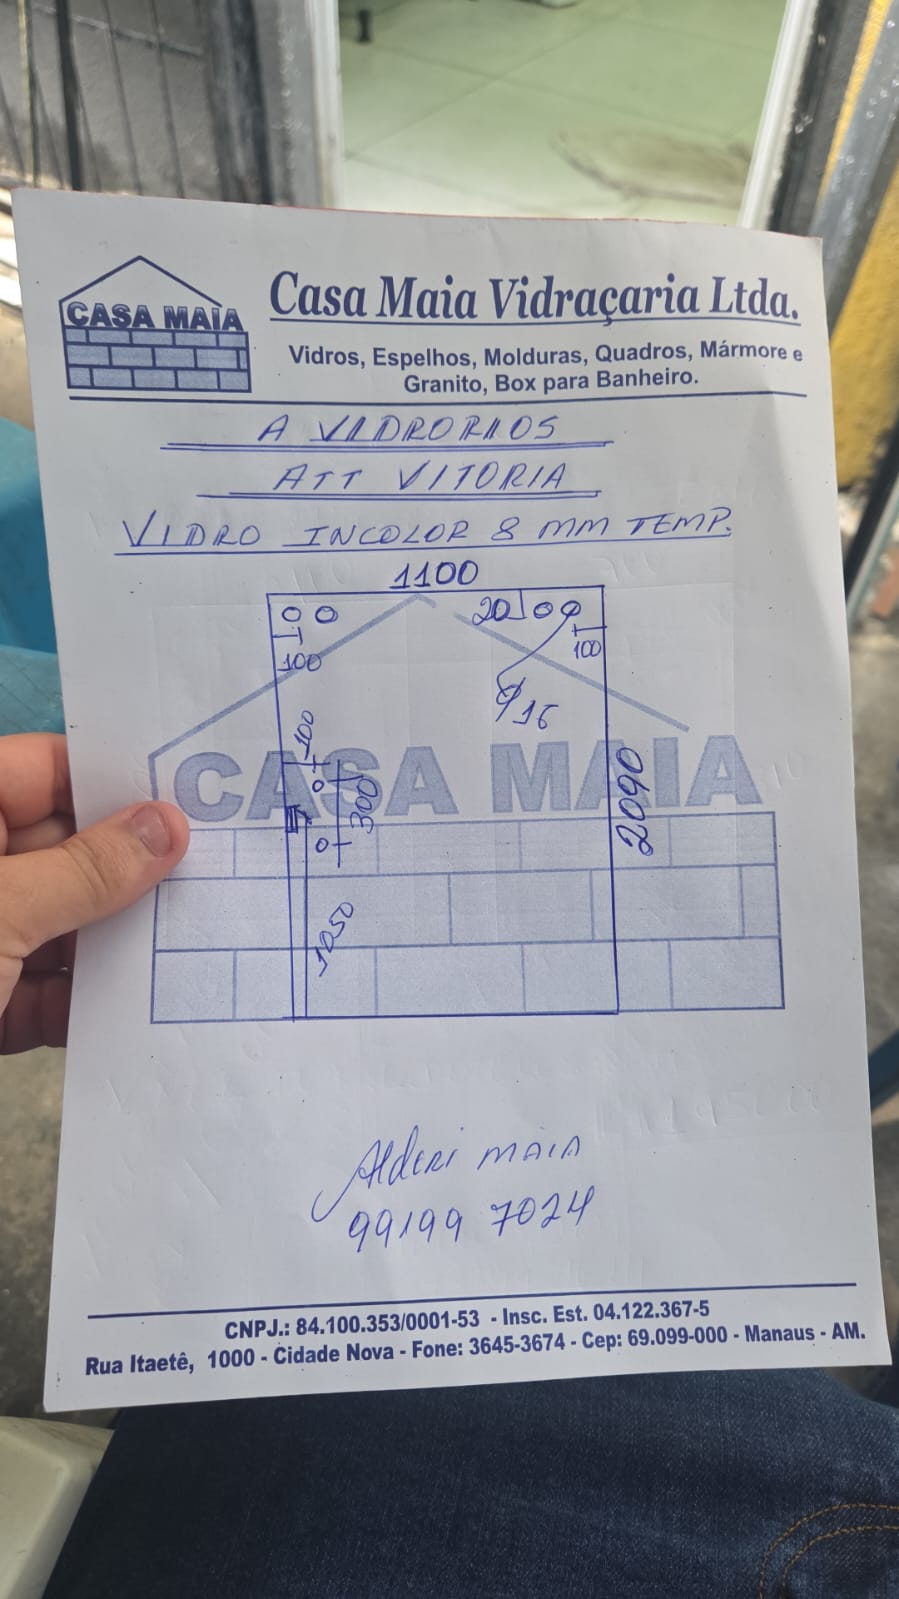 CASA MAIA
Casa Maia Vidraçaria Ltda.
Vidros, Espelhos, Molduras, Quadros, Mármore e
Granito, Box para Banheiro.
A VIDRORIOS
ATT VITORIA
VIDRO INCOLOR 8 MM TEMP.
1100
20
100
100
16
100
CASA MAIA
300
2090
1050
Alderi MAIA
99199 7024
CNPJ.: 84.100.353/0001-53 - Insc. Est. 04.122.367-5
Rua Itaetê, 1000 - Cidade Nova - Fone: 3645-3674 - Cep: 69.099-000 - Manaus - AM.